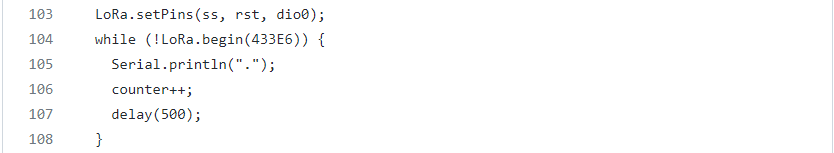 103 LoRa.setPins(ss, rst, dio0);
104 while (!LoRa.begin(433E6)) {
105 Serial.println(".");
106 counter++;
107 delay(500);
108 }